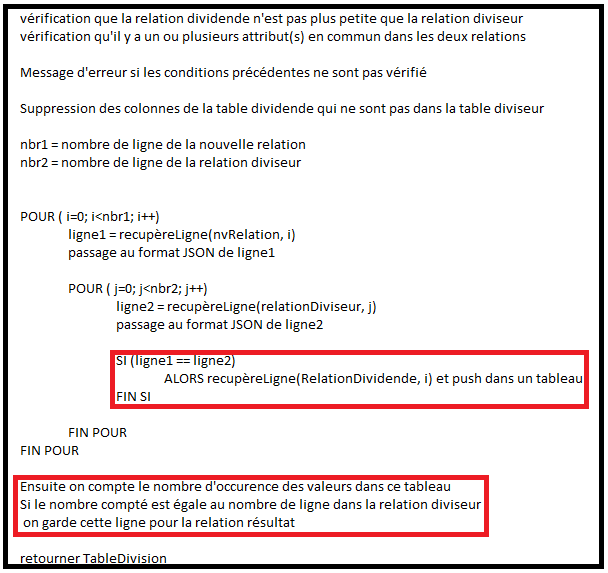 vérification que la relation dividende n'est pas plus petite que la relation diviseur
vérification qu'il y a un ou plusieurs attribut(s) en commun dans les deux relations
Message d'erreur si les conditions précédentes ne sont pas vérifié
Suppression des colonnes de la table dividende qui ne sont pas dans la table diviseur
nbr1 = nombre de ligne de la nouvelle relation
nbr2 = nombre de ligne de la relation diviseur
POUR ( i=0; i<nbr1; i++)
ligne1 = recupèreLigne(nvRelation, i)
passage au format JSON de ligne1
POUR ( j=0; j<nbr2; j++)
ligne2 = recupèreLigne(relationDiviseur, j)
passage au format JSON de ligne2
SI (ligne1 == ligne2)
ALORS recupèreLigne(RelationDividende, i) et push dans un tableau
FIN SI
FIN POUR
FIN POUR
Ensuite on compte le nombre d'occurence des valeurs dans ce tableau
Si le nombre compté est égale au nombre de ligne dans la relation diviseur
on garde cette ligne pour la relation résultat
retourner TableDivision